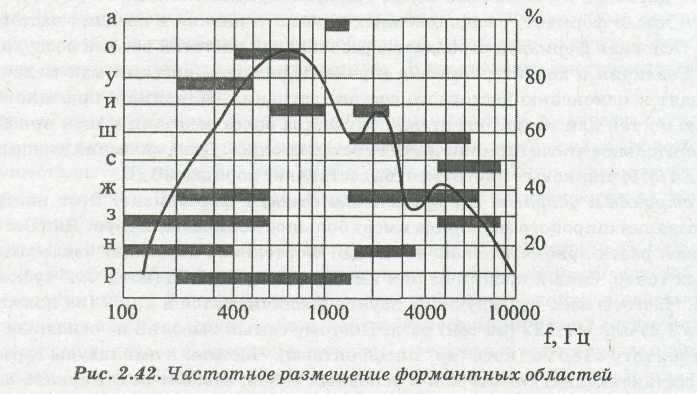 а
о
у
и
ш
с
ж
з
н
р
%
80
60
40
20
100
400
1000
4000
10000
f, Гц
Рис. 2.42. Частотное размещение формантных областей